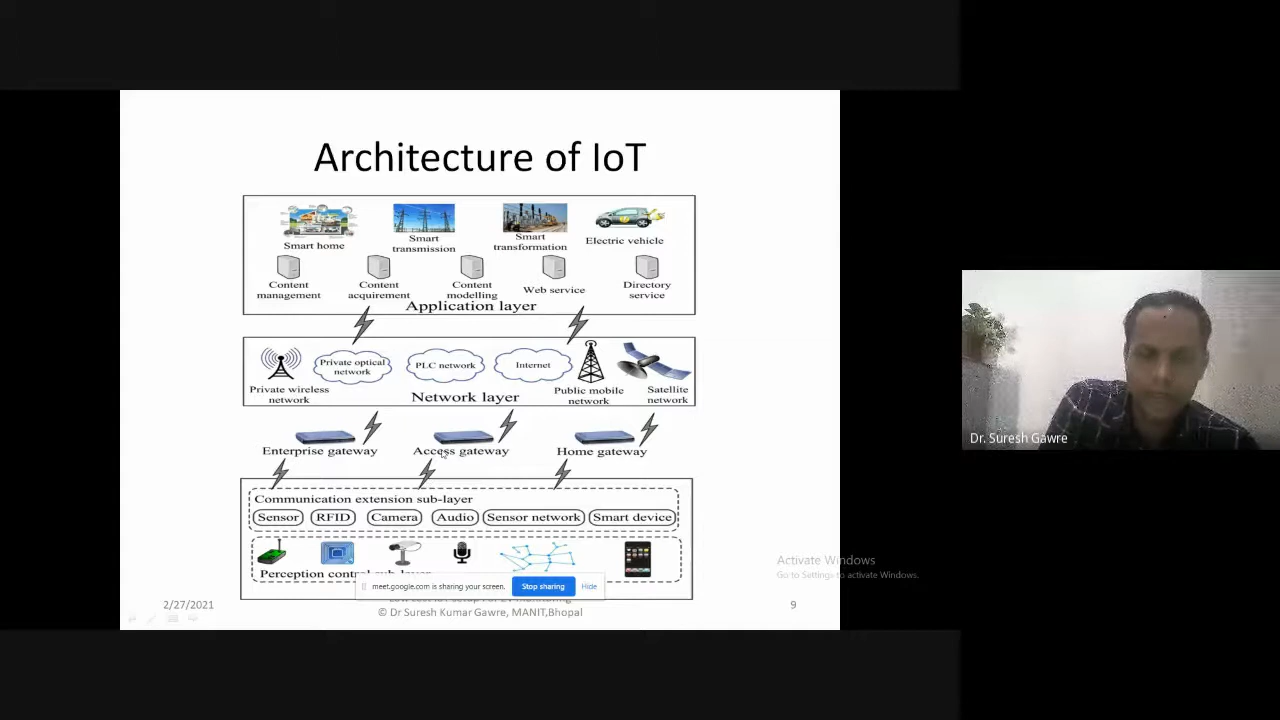 Architecture of IoT
Smart home
Smart
transmission
Smart
transformation
Electric vehicle
Content
management
Content
acquirement
Content
modelling
Web service
Directory
service
Application layer
Private wireless
network
Private optical
network
PLC network
Internet
Public mobile
network
Satellite
network
Network layer
Enterprise gateway
Access gateway
Home gateway
Communication extension sub-layer
Sensor
RFID
Camera
Audio
Sensor network
Smart device
Perception control sub-layer
meet.google.com is sharing your screen.
Stop sharing
Hide
2/27/2021
© Dr Suresh Kumar Gawre, MANIT,Bhopal
9
Activate Windows
Go to Settings to activate Windows.
Dr. Suresh Gawre